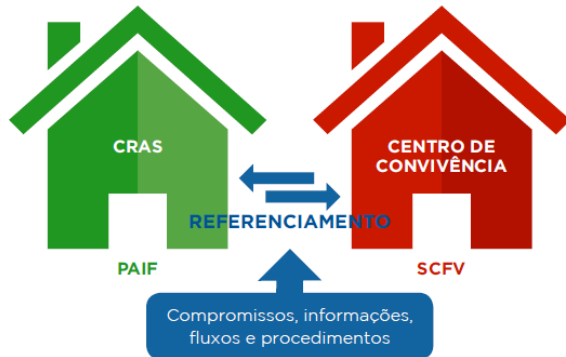 CRAS
CENTRO DE
CONVIVÊNCIA
REFERENCIAMENTO
PAIF
SCFV
Compromissos, informações,
fluxos e procedimentos